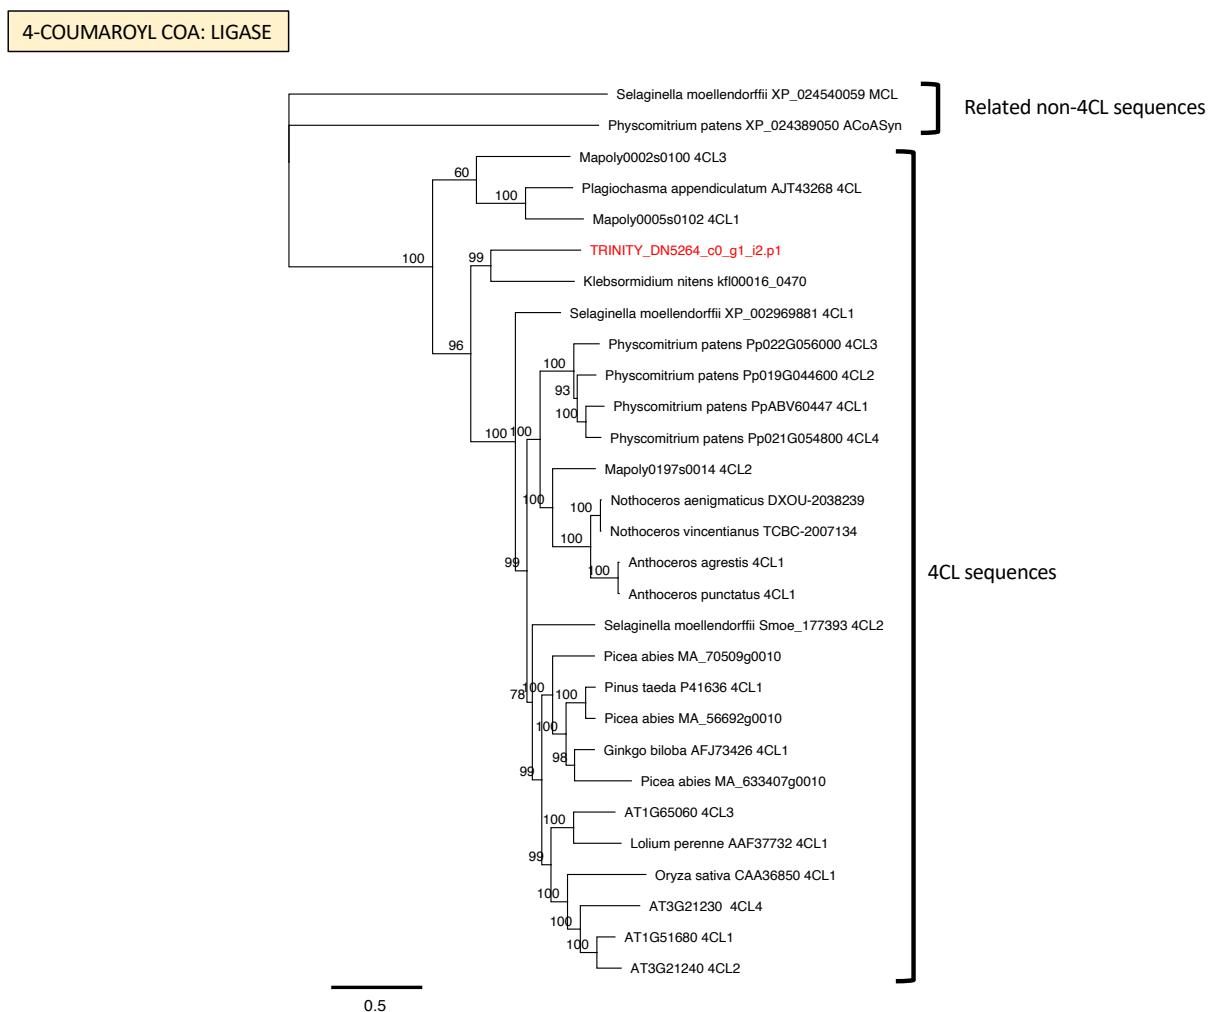 4-COUMAROYL COA: LIGASE
Selaginella moellendorffii XP_024540059 MCL
Related non-4CL sequences
Physcomitrium patens XP_024389050 ACoASyn
Mapoly0002s0100 4CL3
60
Plagiochasma appendiculatum AJT43268 4CL
100
Mapoly0005s0102 4CL1
TRINITY_DN5264_c0_g1_i2.p1
100
99
Klebsormidium nitens kfl00016_0470
Selaginella moellendorffii XP_002969881 4CL1
96
Physcomitrium patens Pp022G056000 4CL3
100
Physcomitrium patens Pp019G044600 4CL2
93
Physcomitrium patens PpABV60447 4CL1
100
100
100
Physcomitrium patens Pp021G054800 4CL4
Mapoly0197s0014 4CL2
100
Nothoceros aenigmaticus DXOU-2038239
100
Nothoceros vincentianus TCBC-2007134
100
99
Anthoceros agrestis 4CL1
100
4CL sequences
Anthoceros punctatus 4CL1
Selaginella moellendorffii Smoe_177393 4CL2
Picea abies MA_70509g0010
78
100
Pinus taeda P41636 4CL1
100
Picea abies MA_56692g0010
100
Ginkgo biloba AFJ73426 4CL1
98
99
Picea abies MA_633407g0010
AT1G65060 4CL3
100
Lolium perenne AAF37732 4CL1
99
Oryza sativa CAA36850 4CL1
100
AT3G21230 4CL4
100
AT1G51680 4CL1
100
AT3G21240 4CL2
0.5